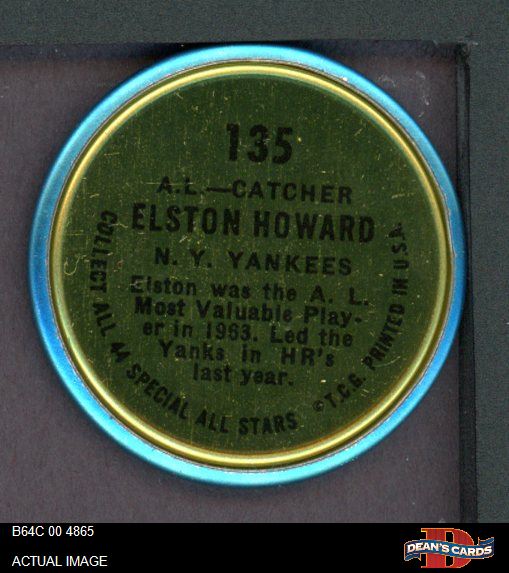 135
A.L.—CATCHER
ELSTON HOWARD
N. Y. YANKEES
Elston was the A. L.
Most Valuable Play-
er in 1963. Led the
Yanks in HR's
last year.
COLLECT ALL 44 SPECIAL ALL STARS
©T.C.G. PRINTED IN U.S.A.
B64C 00 4865
ACTUAL IMAGE
D
DEAN'S CARDS